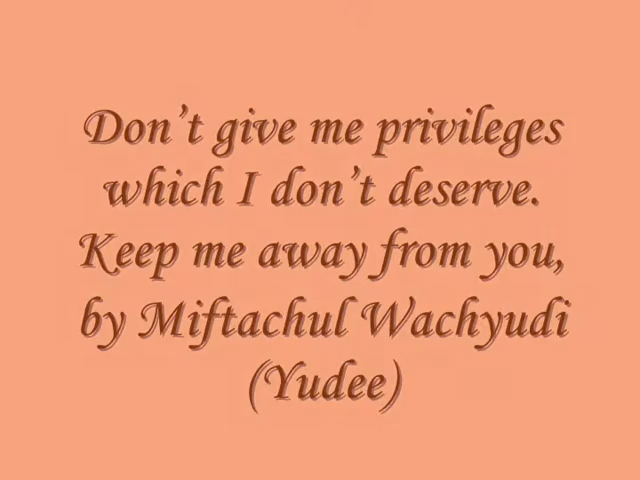 Don’t give me privileges
which I don’t deserve.
Keep me away from you,
by Miftachul Wachyudi
(Yudee)